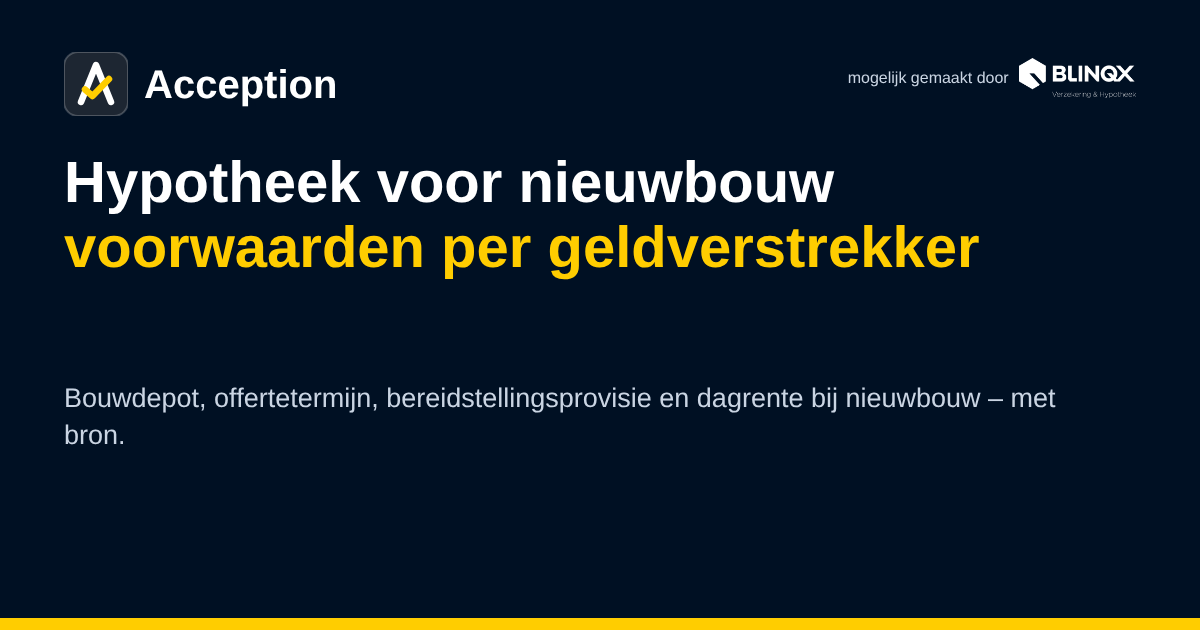 Acception
mogelijk gemaakt door
BLINQX
Verzekering & Hypotheek
Hypotheek voor nieuwbouw
voorwaarden per geldverstrekker
Bouwdepot, offertetermijn, bereidstellingsprovisie en dagrente bij nieuwbouw – met
bron.